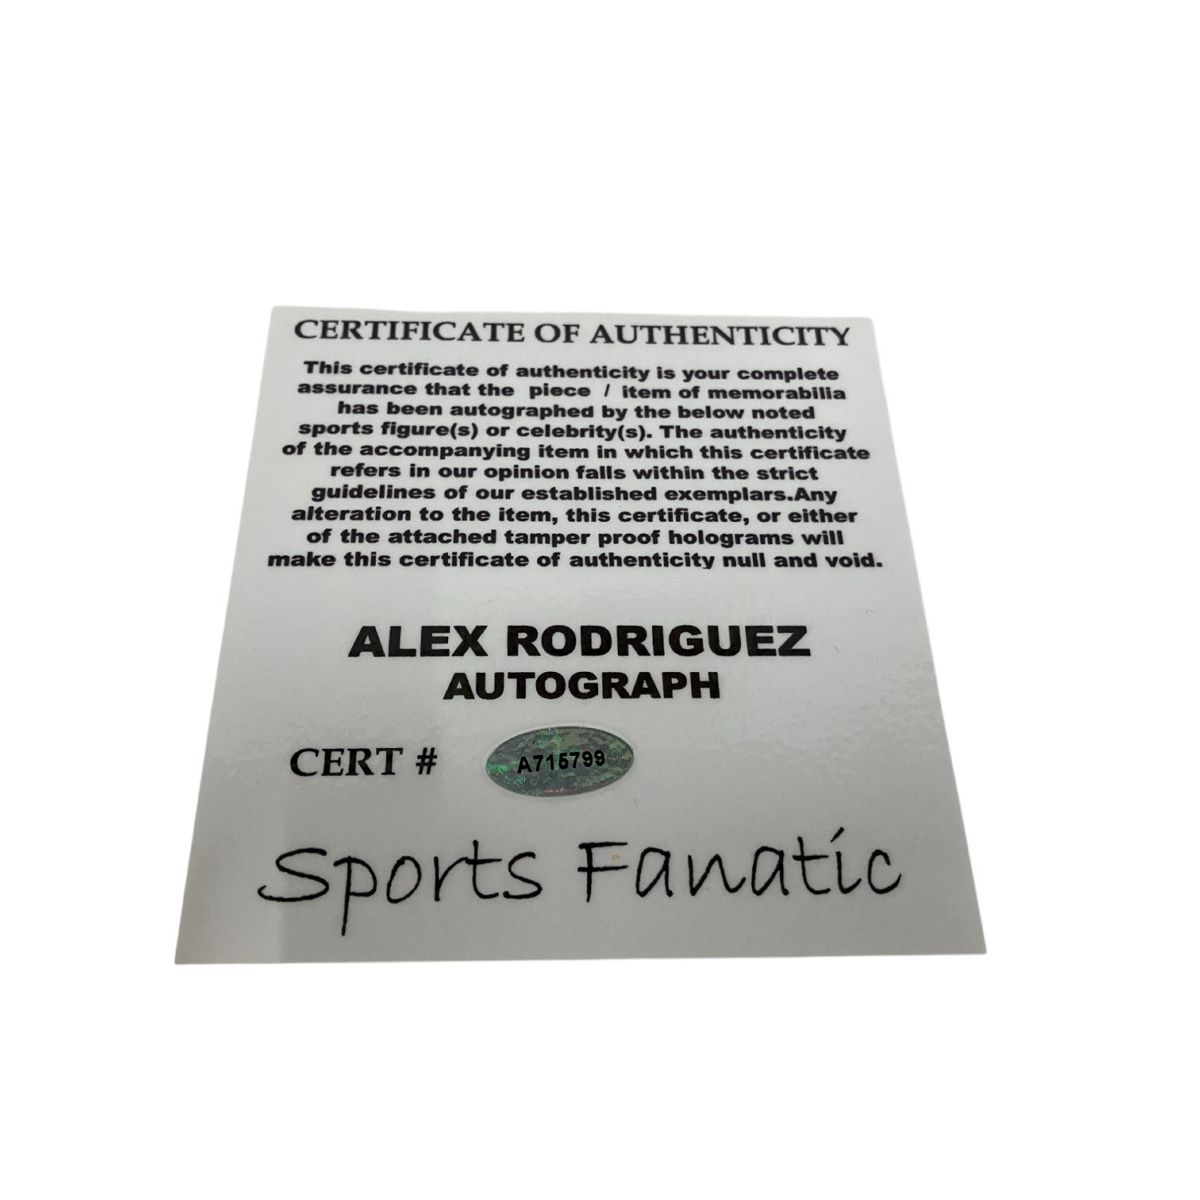 CERTIFICATE OF AUTHENTICITY
This certificate of authenticity is your complete
assurance that the piece / item of memorabilia
has been autographed by the below noted
sports figure(s) or celebrity(s). The authenticity
of the accompanying item in which this certificate
refers in our opinion falls within the strict
guidelines of our established exemplars.Any
alteration to the item, this certificate, or either
of the attached tamper proof holograms will
make this certificate of authenticity null and void.
ALEX RODRIGUEZ
AUTOGRAPH
CERT # A715799
Sports Fanatic